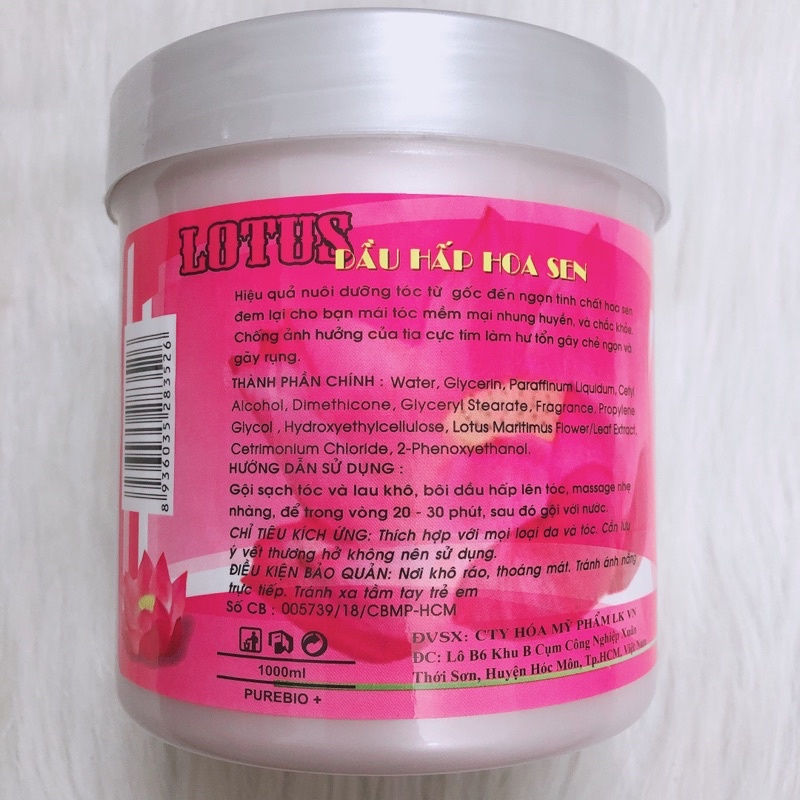 LOTUS
DẦU HẤP HOA SEN
Hiệu quả nuôi dưỡng tóc từ gốc đến ngọn tinh chất hoa sen
đem lại cho bạn mái tóc mềm mại nhung huyền, và chắc khỏe.
Chống ảnh hưởng của tia cực tím làm hư tổn gây chẻ ngọn và
gãy rụng.
THÀNH PHẦN CHÍNH : Water, Glycerin, Paraffinum Liquidum, Cetyl
Alcohol, Dimethicone, Glyceryl Stearate, Fragrance, Propylene
Glycol , Hydroxyethylcellulose, Lotus Maritimus Flower/Leaf Extract,
Cetrimonium Chloride, 2-Phenoxyethanol.
HƯỚNG DẪN SỬ DỤNG :
Gội sạch tóc và lau khô, bôi dầu hấp lên tóc, massage nhẹ
nhàng, để trong vòng 20 - 30 phút, sau đó gội với nước.
CHỈ TIÊU KÍCH ỨNG: Thích hợp với mọi loại da và tóc. Cần lưu
ý vết thương hở không nên sử dụng.
ĐIỀU KIỆN BẢO QUẢN: Nơi khô ráo, thoáng mát. Tránh ánh nắng
trực tiếp. Tránh xa tầm tay trẻ em
Số CB : 005739/18/CBMP-HCM
8 936035 283526
1000ml
PUREBIO +
ĐVSX: CTY HÓA MỸ PHẨM LK VN
ĐC: Lô B6 Khu B Cụm Công Nghiệp Xuân
Thới Sơn, Huyện Hóc Môn, Tp.HCM. Việt Nam